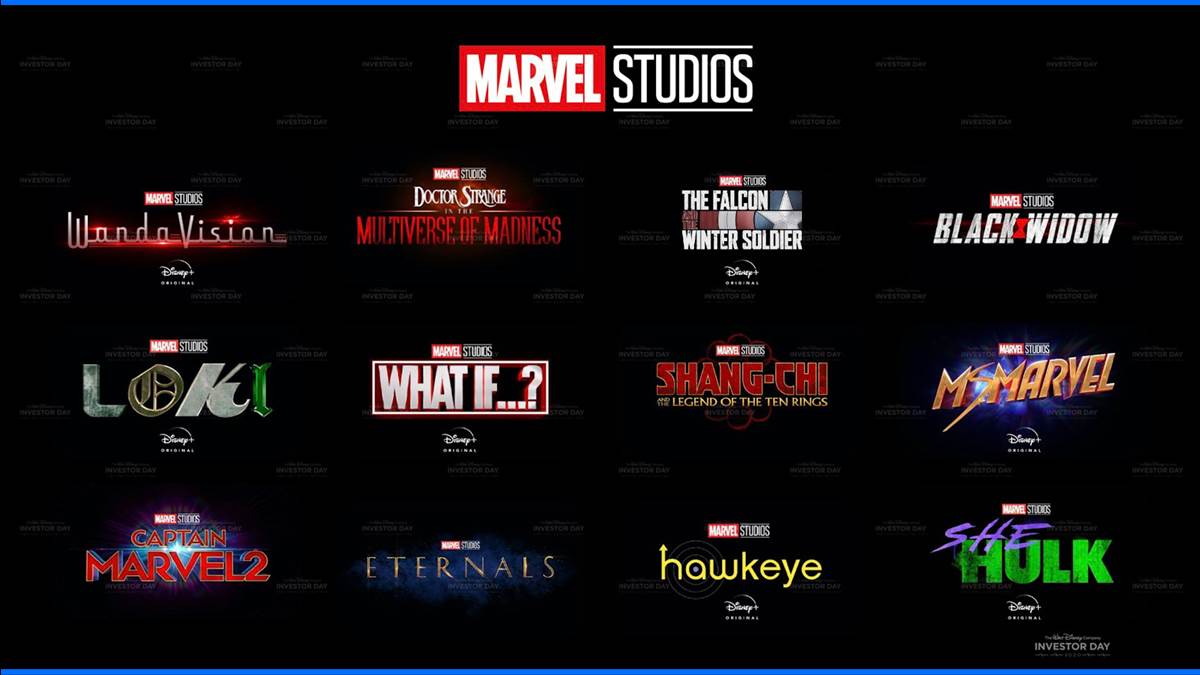 MARVEL STUDIOS
MARVEL STUDIOS
WandaVision
Disney+
ORIGINAL
MARVEL STUDIOS
DOCTOR STRANGE
IN THE
MULTIVERSE OF MADNESS
MARVEL STUDIOS
THE FALCON
AND THE
WINTER SOLDIER
Disney+
ORIGINAL
MARVEL STUDIOS
BLACK WIDOW
MARVEL STUDIOS
LOKI
Disney+
ORIGINAL
MARVEL STUDIOS
WHAT IF...?
Disney+
ORIGINAL
MARVEL STUDIOS
SHANG-CHI
AND THE LEGEND OF THE TEN RINGS
MARVEL STUDIOS
MS MARVEL
Disney+
ORIGINAL
MARVEL STUDIOS
CAPTAIN
MARVEL 2
MARVEL STUDIOS
ETERNALS
MARVEL STUDIOS
hawkeye
Disney+
ORIGINAL
MARVEL STUDIOS
SHE
HULK
Disney+
ORIGINAL
The Walt Disney Company
INVESTOR DAY
2020